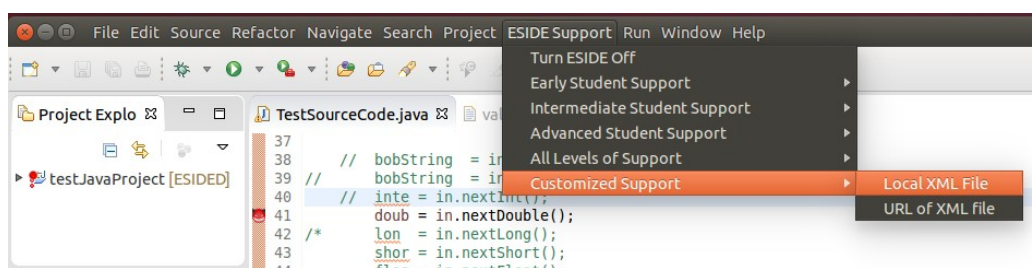 File Edit Source Refactor Navigate Search Project ESIDE Support Run Window Help
Turn ESIDE Off
Early Student Support
Intermediate Student Support
Advanced Student Support
All Levels of Support
Customized Support
Local XML File
URL of XML file
Project Explo
testJavaProject [ESIDED]
TestSourceCode.java
val
37
38 // bobString = in
39 // bobString = in
40 // inte = in.nextInt();
41 doub = in.nextDouble();
42 /* lon = in.nextLong();
43 shor = in.nextShort();